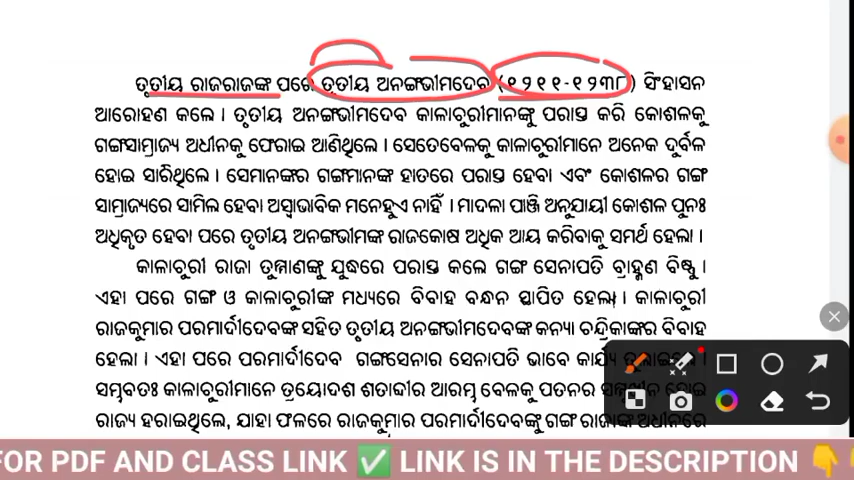 ତୃତୀୟ ରାଜରାଜଙ୍କ ପରେ ତୃତୀୟ ଅନଙ୍ଗଭୀମଦେବ (୧୨୧୧-୧୨୩୮) ସିଂହାସନ
ଆରୋହଣ କଲେ । ତୃତୀୟ ଅନଙ୍ଗଭୀମଦେବ କାଳାଚୁରୀମାନଙ୍କୁ ପରାସ୍ତ କରି କୋଶଳକୁ
ଗଙ୍ଗସାମ୍ରାଜ୍ୟ ଅଧୀନକୁ ଫେରାଇ ଆଣିଥିଲେ । ସେତେବେଳକୁ କାଳାଚୁରୀମାନେ ଅନେକ ଦୁର୍ବଳ
ହୋଇ ସାରିଥିଲେ । ସେମାନଙ୍କର ଗଙ୍ଗମାନଙ୍କ ହାତରେ ପରାସ୍ତ ହେବା ଏବଂ କୋଶଳର ଗଙ୍ଗ
ସାମ୍ରାଜ୍ୟରେ ସାମିଲ ହେବା ଅସ୍ୱାଭାବିକ ମନେହୁଏ ନାହିଁ । ମାଦଳା ପାଞ୍ଜି ଅନୁଯାୟୀ କୋଶଳ ପୁନଃ
ଅଧିକୃତ ହେବା ପରେ ତୃତୀୟ ଅନଙ୍ଗଭୀମଙ୍କ ରାଜକୋଷ ଅଧିକ ଆୟ କରିବାକୁ ସମର୍ଥ ହେଲା ।
କାଳାଚୁରୀ ରାଜା ତୁମ୍ମାଣଙ୍କୁ ଯୁଦ୍ଧରେ ପରାସ୍ତ କଲେ ଗଙ୍ଗ ସେନାପତି ବ୍ରାହ୍ମଣ ବିଷ୍ଣୁ ।
ଏହା ପରେ ଗଙ୍ଗ ଓ କାଳାଚୁରୀଙ୍କ ମଧ୍ୟରେ ବିବାହ ବନ୍ଧନ ସ୍ଥାପିତ ହେଲା । କାଳାଚୁରୀ
ରାଜକୁମାର ପରମାର୍ଦୀଦେବଙ୍କ ସହିତ ତୃତୀୟ ଅନଙ୍ଗଭୀମଦେବଙ୍କ କନ୍ୟା ଚନ୍ଦ୍ରିକାଙ୍କର ବିବାହ
ହେଲା । ଏହା ପରେ ପରମାର୍ଦୀଦେବ ଗଙ୍ଗସେନାର ସେନାପତି ଭାବେ କାର୍ଯ୍ୟ
ସମ୍ଭବତଃ କାଳାଚୁରୀମାନେ ତ୍ରୟୋଦଶ ଶତାବ୍ଦୀର ଆରମ୍ଭ ବେଳକୁ ପତନର
ରାଜ୍ୟ ହରାଇଥିଲେ, ଯାହା ଫଳରେ ରାଜକୁମାର ପରମାର୍ଦୀଦେବଙ୍କୁ ଗଙ୍ଗ ରାଜ୍ୟଙ୍କ ଅଧୀନରେ
FOR PDF AND CLASS LINK ✅ LINK IS IN THE DESCRIPTION 👇